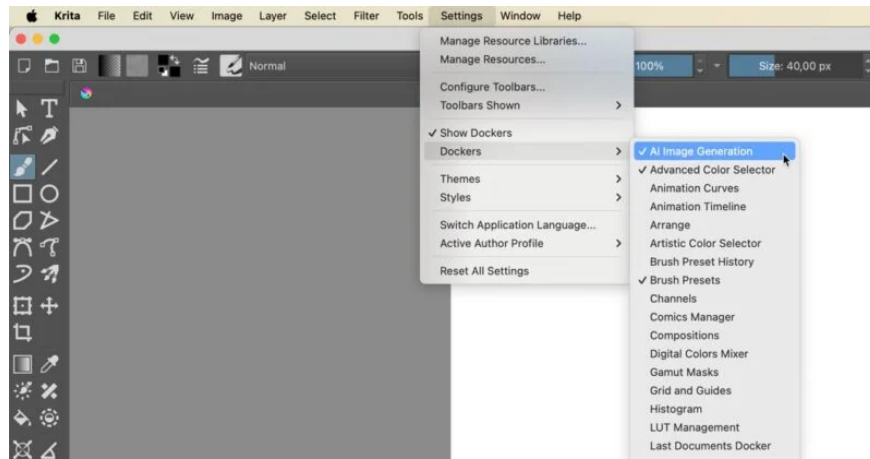 Krita File Edit View Image Layer Select Filter Tools Settings Window Help
Normal
100%
Size: 40,00 px
Manage Resource Libraries...
Manage Resources...
Configure Toolbars...
Toolbars Shown
Show Dockers
Dockers
Themes
Styles
Switch Application Language...
Active Author Profile
Reset All Settings
AI Image Generation
Advanced Color Selector
Animation Curves
Animation Timeline
Arrange
Artistic Color Selector
Brush Preset History
Brush Presets
Channels
Comics Manager
Compositions
Digital Colors Mixer
Gamut Masks
Grid and Guides
Histogram
LUT Management
Last Documents Docker